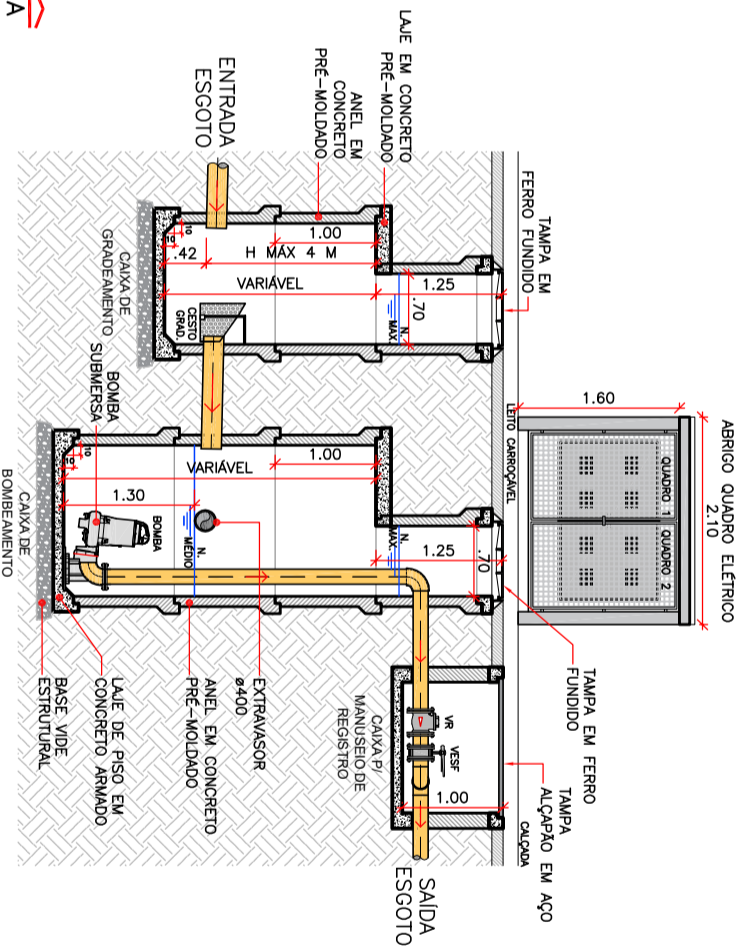 ABRIGO QUADRO ELÉTRICO
2.10
QUADRO 1
QUADRO 2
1.60
LEITO CARROÇÁVEL
TAMPA EM
FERRO FUNDIDO
TAMPA EM FERRO
FUNDIDO
TAMPA
ALÇAPÃO EM AÇO
CALÇADA
LAJE EM CONCRETO
PRÉ-MOLDADO
ANEL EM
CONCRETO
PRÉ-MOLDADO
ENTRADA
ESGOTO
1.25
.70
N.
MAX.
1.00
H MÁX 4 M
VARIÁVEL
.42
10
10
CESTO
GRAD.
CAIXA DE
GRADEAMENTO
1.25
.70
N.
MAX.
1.00
VARIÁVEL
1.30
N.
MÉDIO
BOMBA
10
10
BOMBA
SUBMERSA
CAIXA DE
BOMBEAMENTO
VR
VESF
1.00
CAIXA P/
MANUSEIO DE
REGISTRO
SAÍDA
ESGOTO
EXTRAVASOR
ø400
ANEL EM CONCRETO
PRÉ-MOLDADO
LAJE DE PISO EM
CONCRETO ARMADO
BASE VIDE
ESTRUTURAL
A